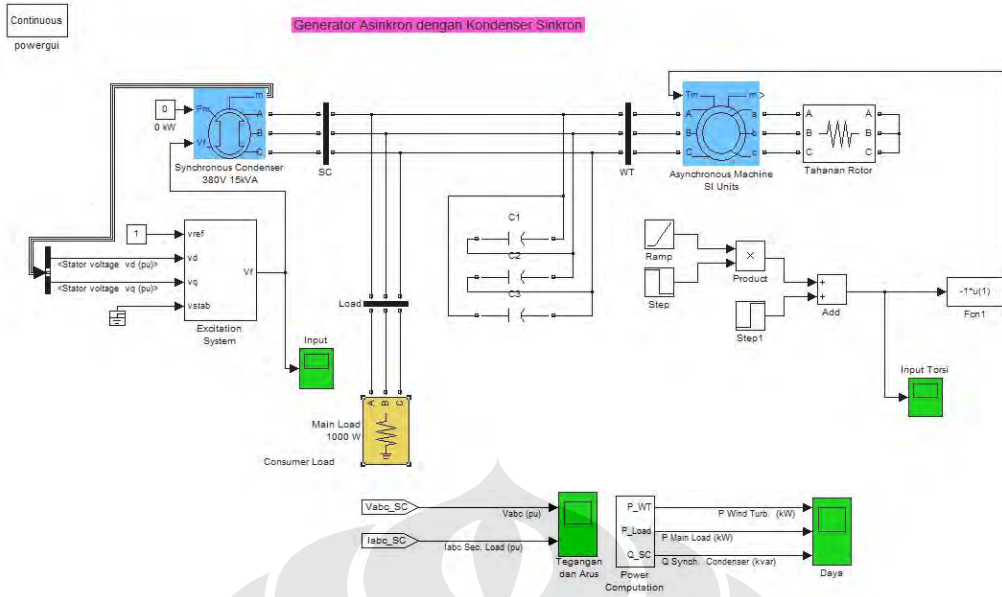 Continuous
powergui
Generator Asinkron dengan Kondenser Sinkron
0
0 kW
Pm
Vf
m
A
B
C
Synchronous Condenser
380V 15kVA
SC
WT
Tm
m
A
B
C
a
b
c
Asynchronous Machine
SI Units
A
B
C
A
B
C
Tahanan Rotor
1
<Stator voltage vd (pu)>
<Stator voltage vq (pu)>
vref
vd
vq
vstab
Vf
Excitation
System
Input
C1
C2
C3
Load
A
B
C
Main Load
1000 W
Consumer Load
Ramp
Step
×
Product
Step1
+
+
Add
-1*u(1)
Fcn1
Input Torsi
Vabc_SC
Vabc (pu)
Iabc_SC
Iabc Sec. Load (pu)
Tegangan
dan Arus
P_WT
P_Load
Q_SC
Power
Computation
P Wind Turb. (kW)
P Main Load (kW)
Q Synch. Condenser (kvar)
Daya